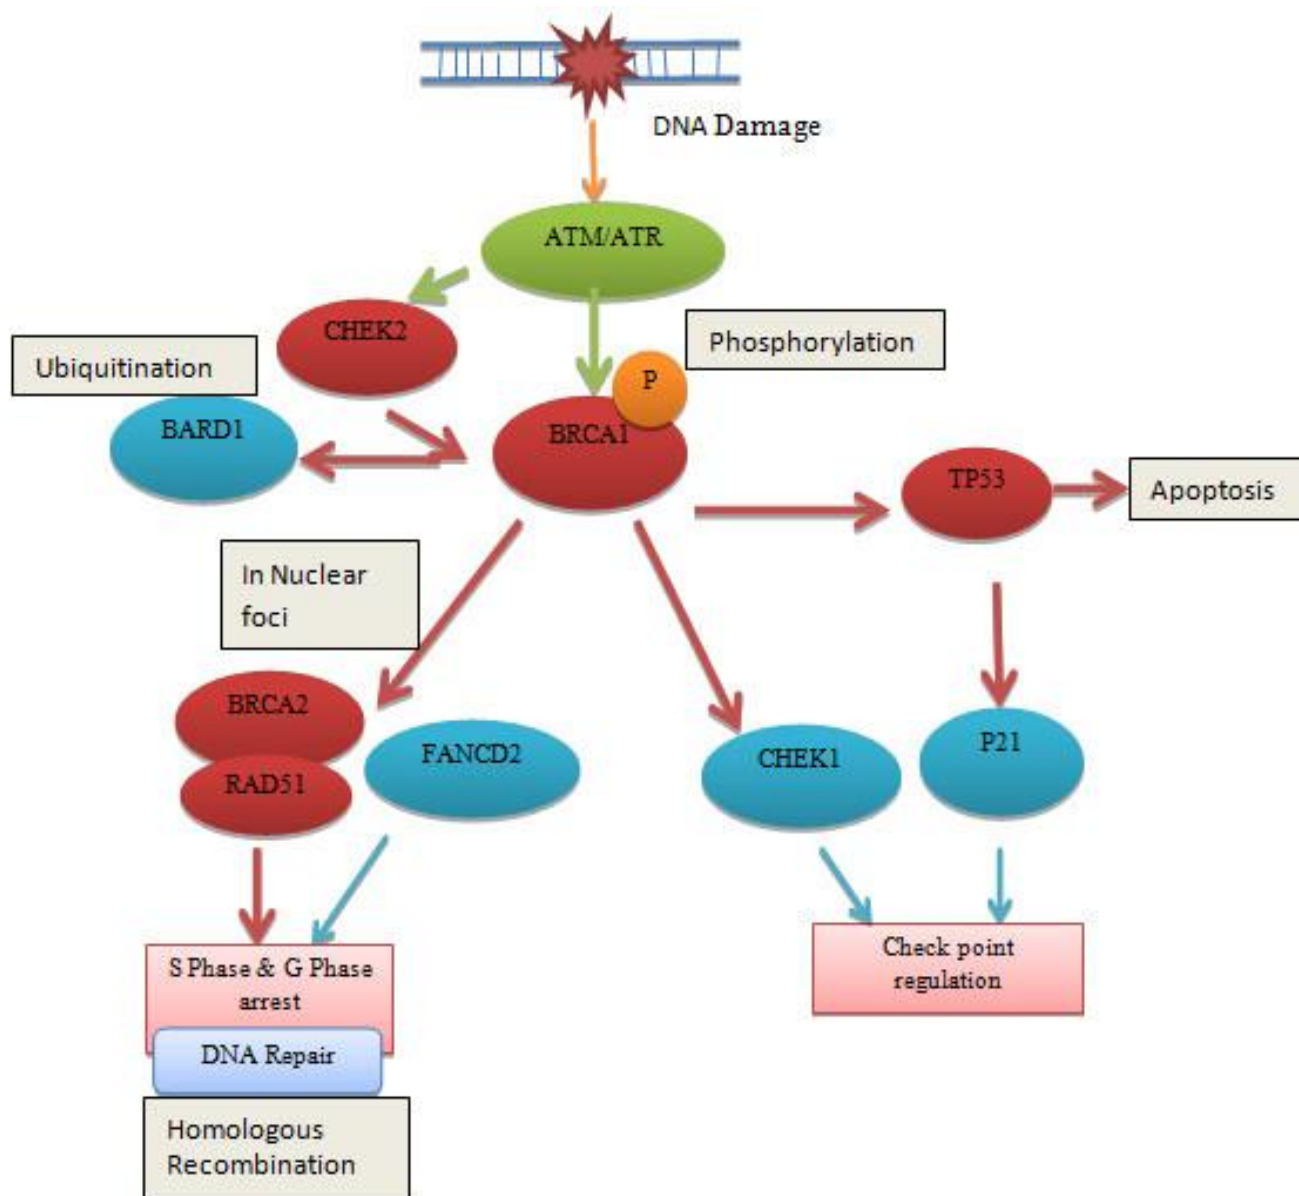 DNA Damage
ATM/ATR
CHEK2
Phosphorylation
Ubiquitination
P
BARD1
BRCA1
TP53
Apoptosis
In Nuclear
foci
BRCA2
FANCD2
RAD51
CHEK1
P21
S Phase & G Phase
arrest
Check point
regulation
DNA Repair
Homologous
Recombination